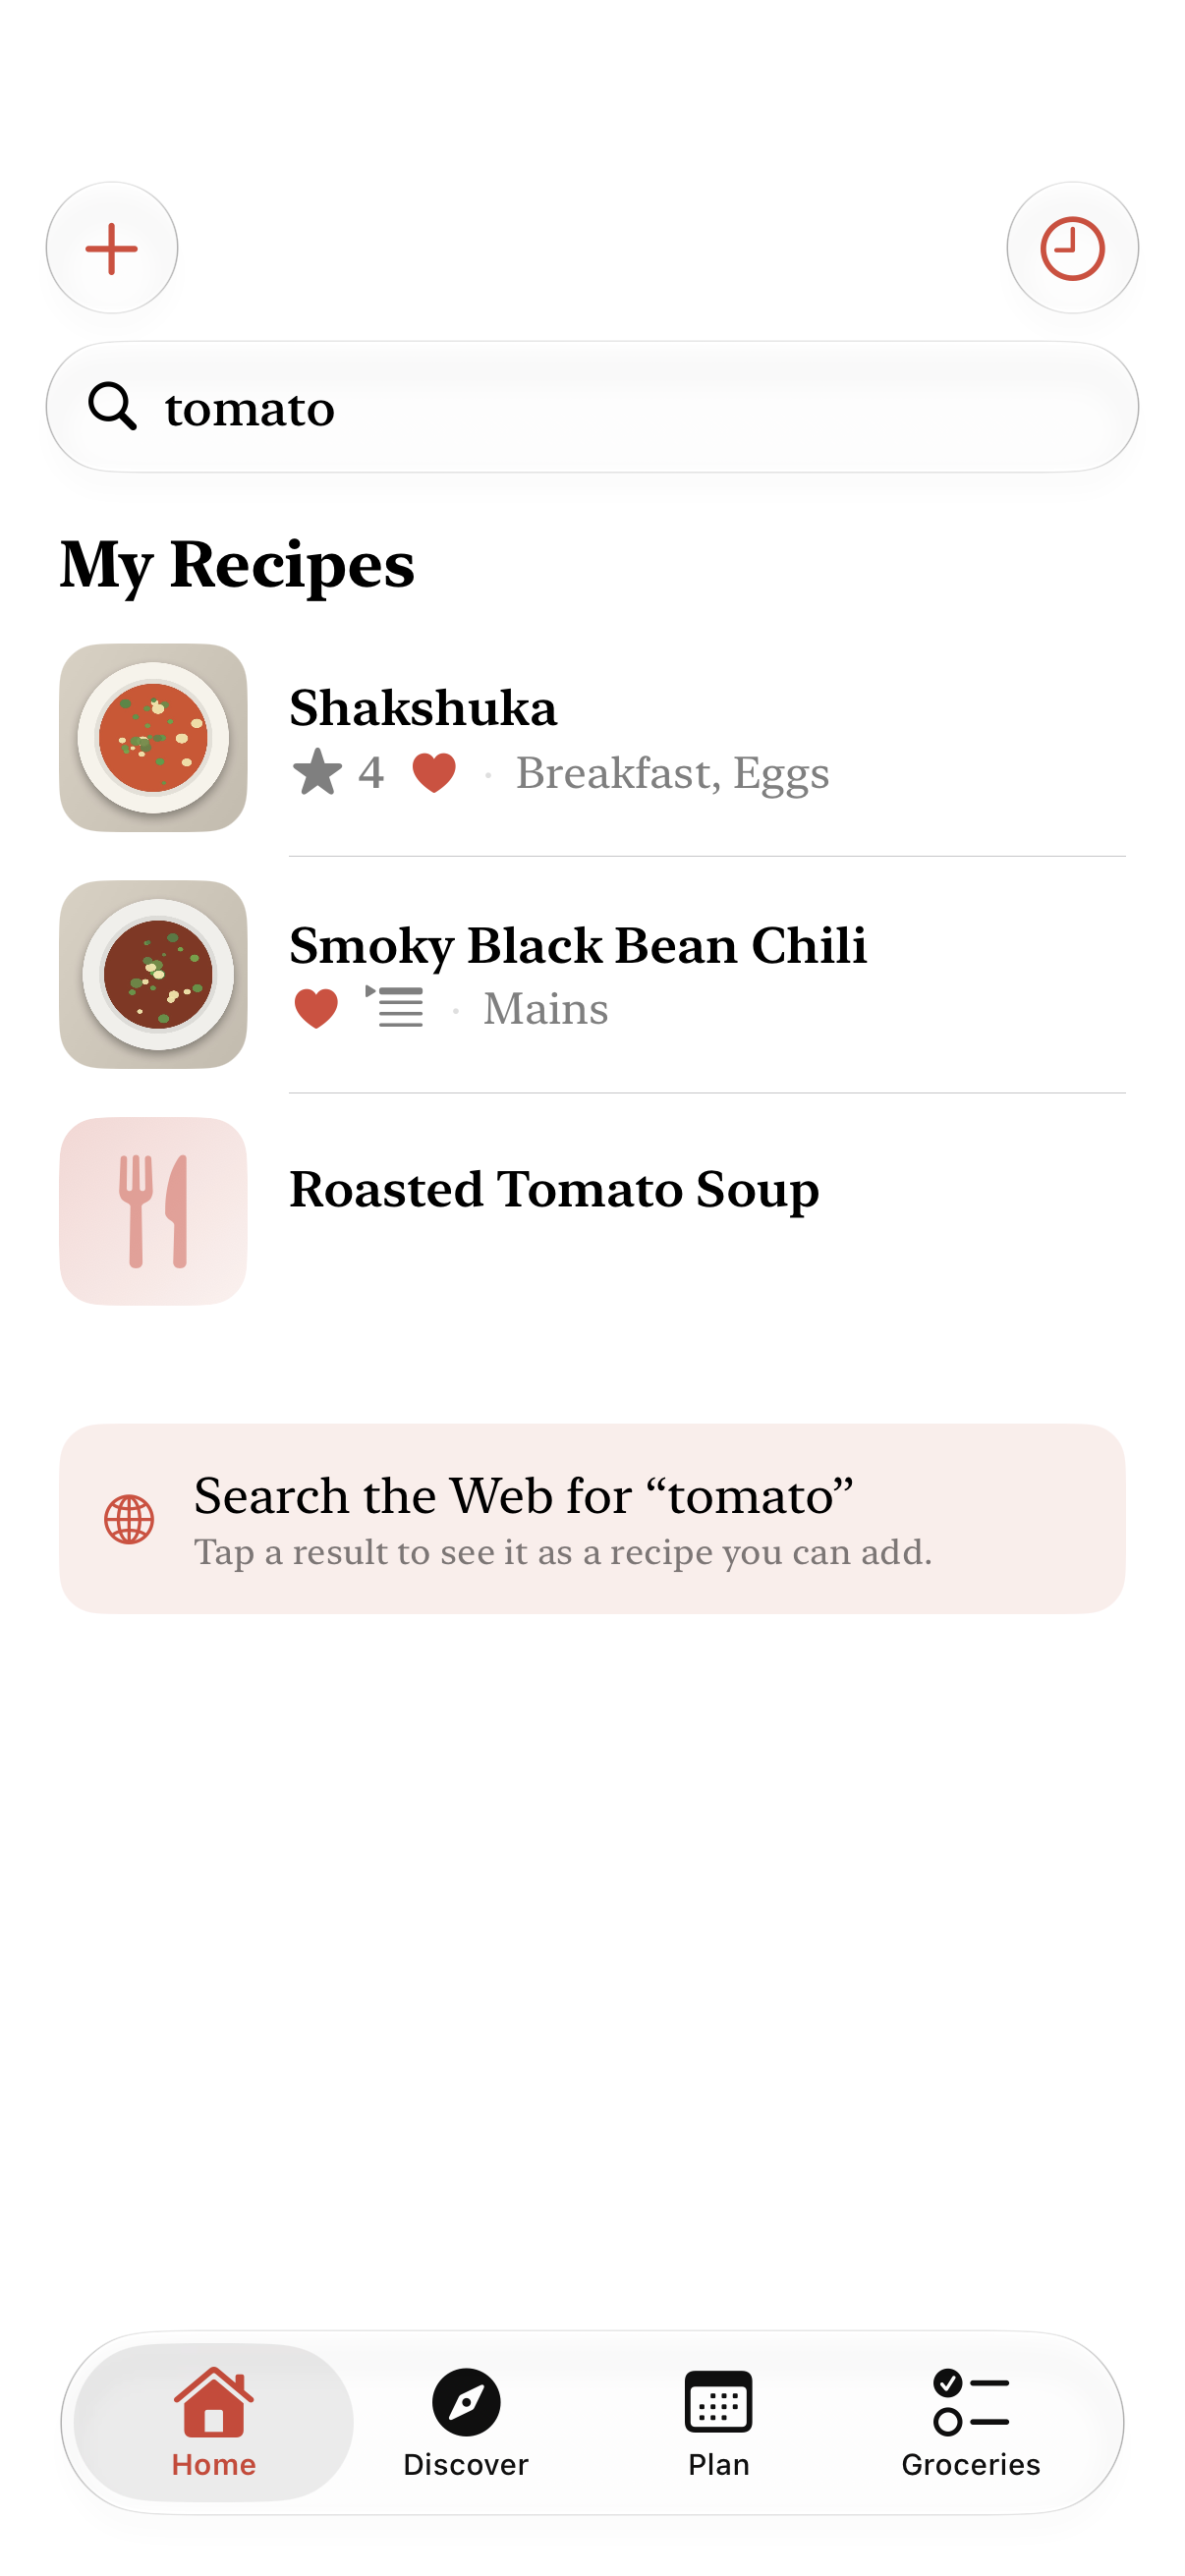 tomato
My Recipes
Shakshuka
4 · Breakfast, Eggs
Smoky Black Bean Chili
· Mains
Roasted Tomato Soup
Search the Web for “tomato”
Tap a result to see it as a recipe you can add.
Home Discover Plan Groceries